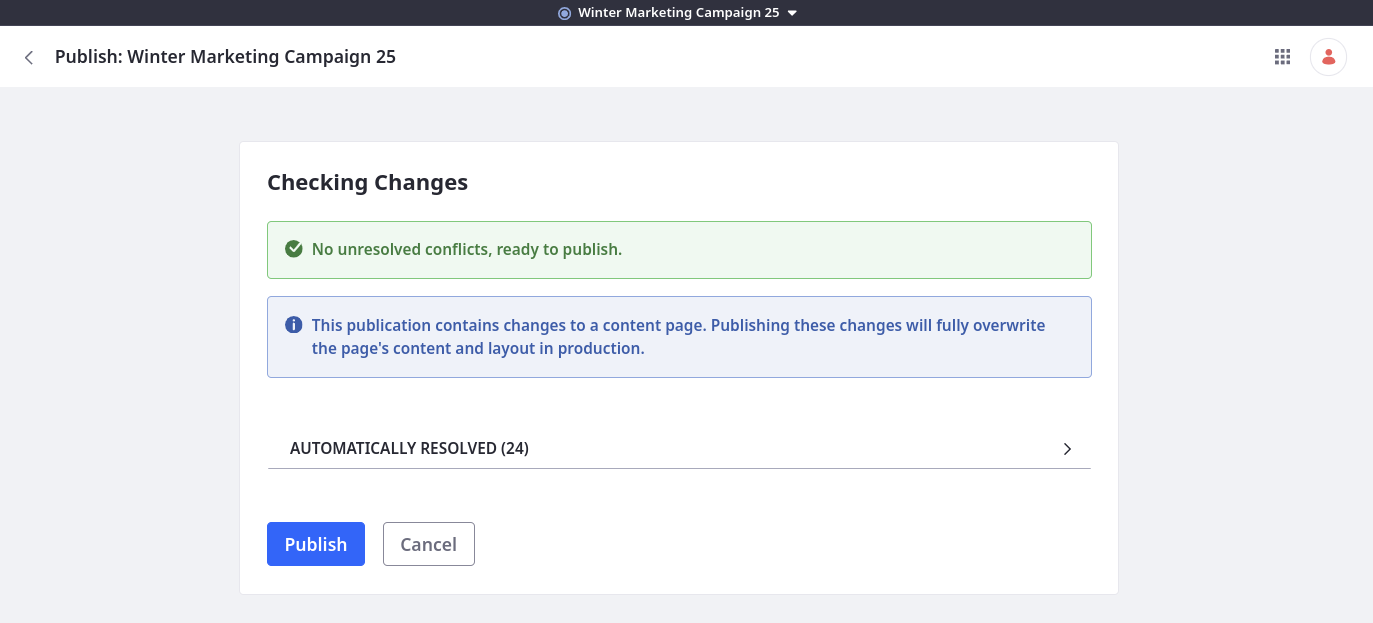 Winter Marketing Campaign 25
Publish: Winter Marketing Campaign 25
Checking Changes
No unresolved conflicts, ready to publish.
This publication contains changes to a content page. Publishing these changes will fully overwrite
the page's content and layout in production.
AUTOMATICALLY RESOLVED (24)
Publish
Cancel